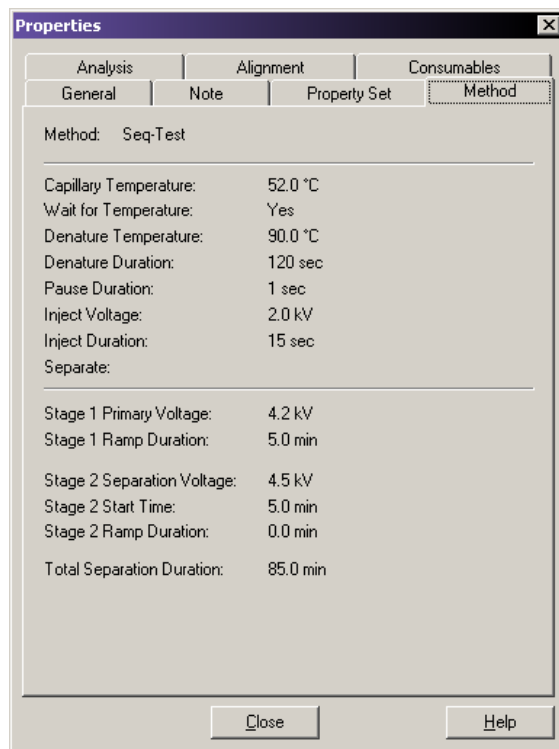 Properties
Analysis Alignment Consumables
General Note Property Set Method
Method: Seq-Test
Capillary Temperature: 52.0 °C
Wait for Temperature: Yes
Denature Temperature: 90.0 °C
Denature Duration: 120 sec
Pause Duration: 1 sec
Inject Voltage: 2.0 kV
Inject Duration: 15 sec
Separate:
Stage 1 Primary Voltage: 4.2 kV
Stage 1 Ramp Duration: 5.0 min
Stage 2 Separation Voltage: 4.5 kV
Stage 2 Start Time: 5.0 min
Stage 2 Ramp Duration: 0.0 min
Total Separation Duration: 85.0 min
Close Help